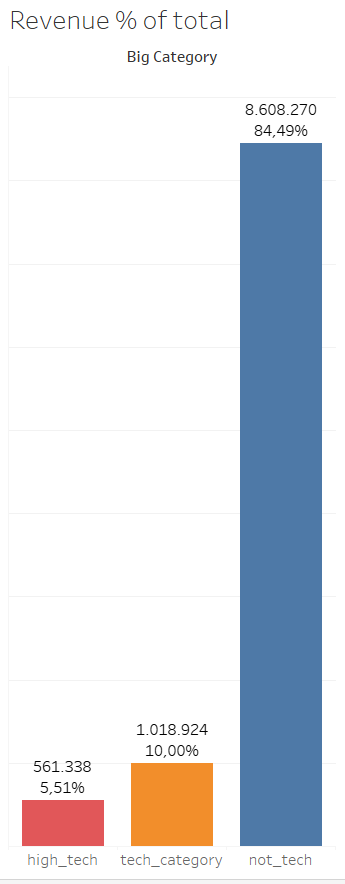 Revenue % of total
Big Category
8.608.270
84,49%
1.018.924
10,00%
561.338
5,51%
high_tech tech_category not_tech